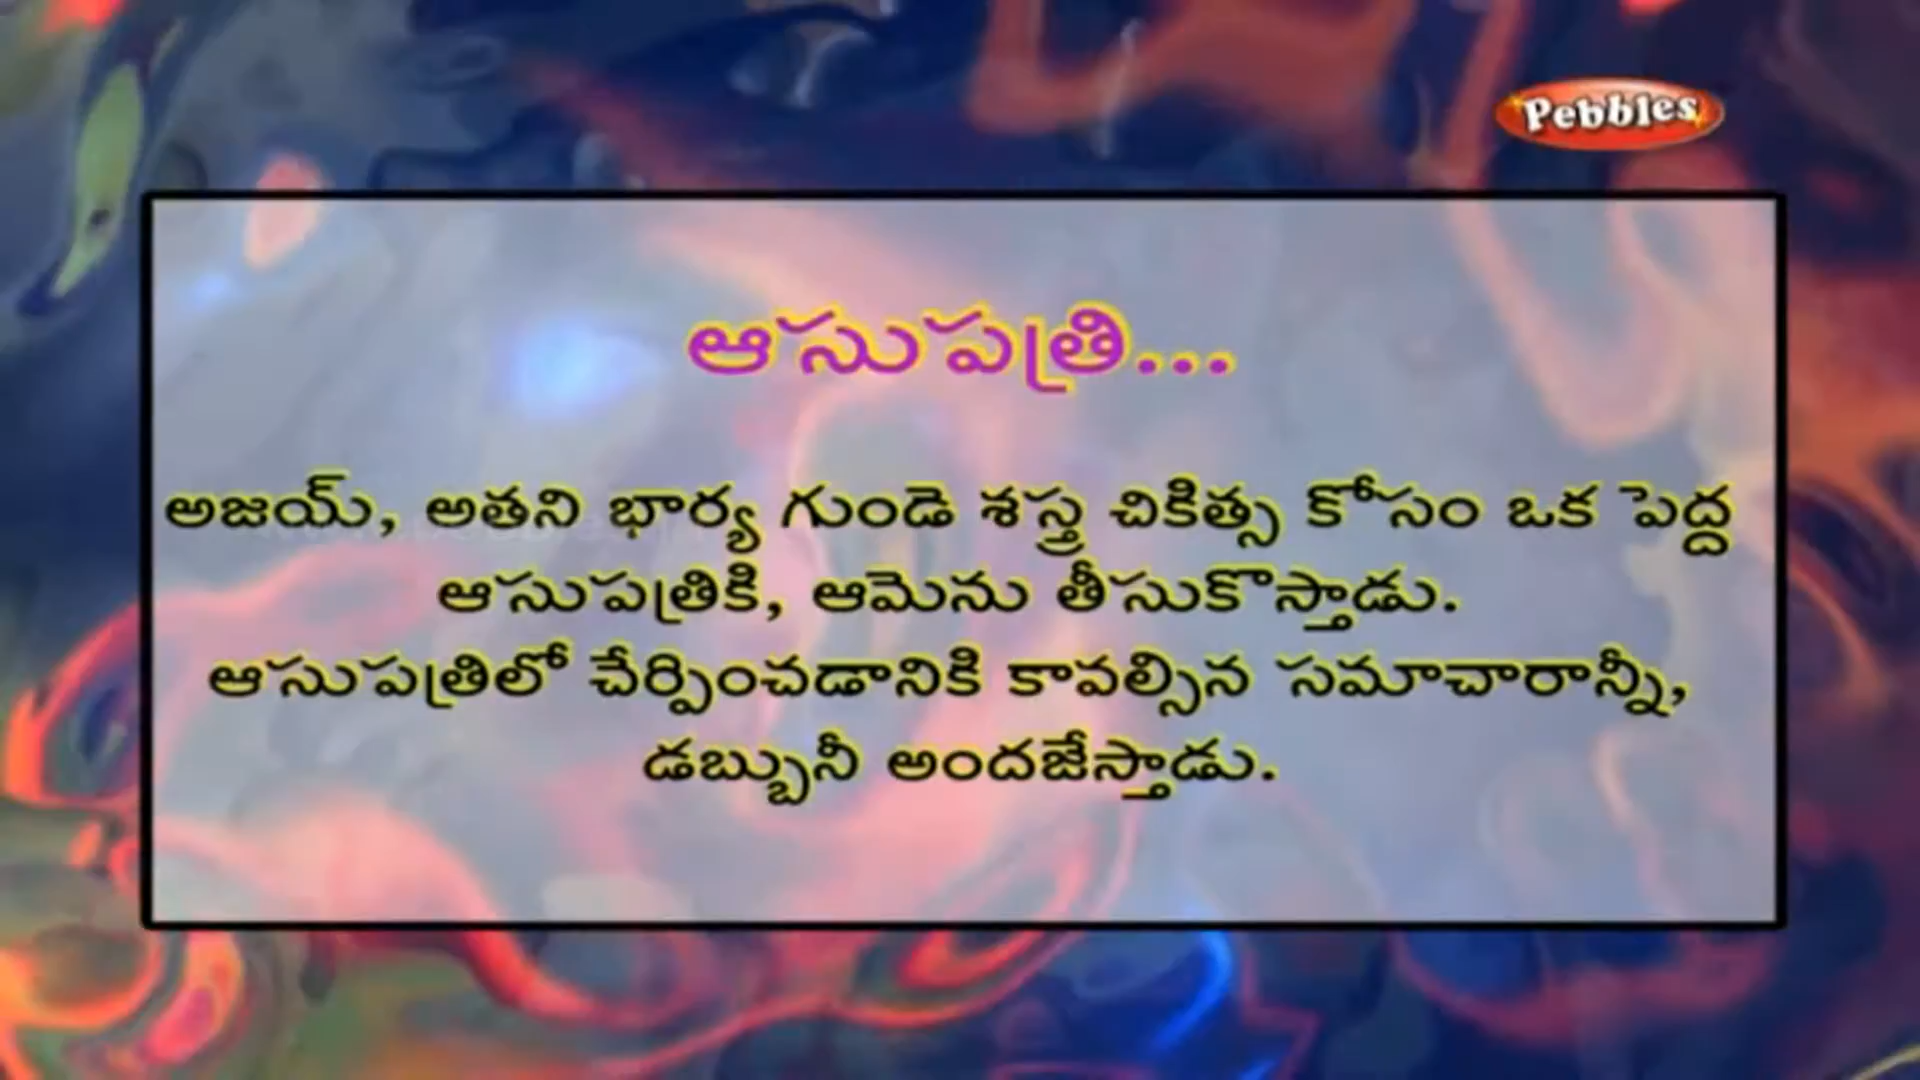 Pebbles
ఆసుపత్రి...
అజయ్, అతని భార్య గుండె శస్త్ర చికిత్స కోసం ఒక పెద్ద
ఆసుపత్రికి, ఆమెను తీసుకొస్తాడు.
ఆసుపత్రిలో చేర్పించడానికి కావల్సిన సమాచారాన్నీ,
డబ్బునీ అందజేస్తాడు.